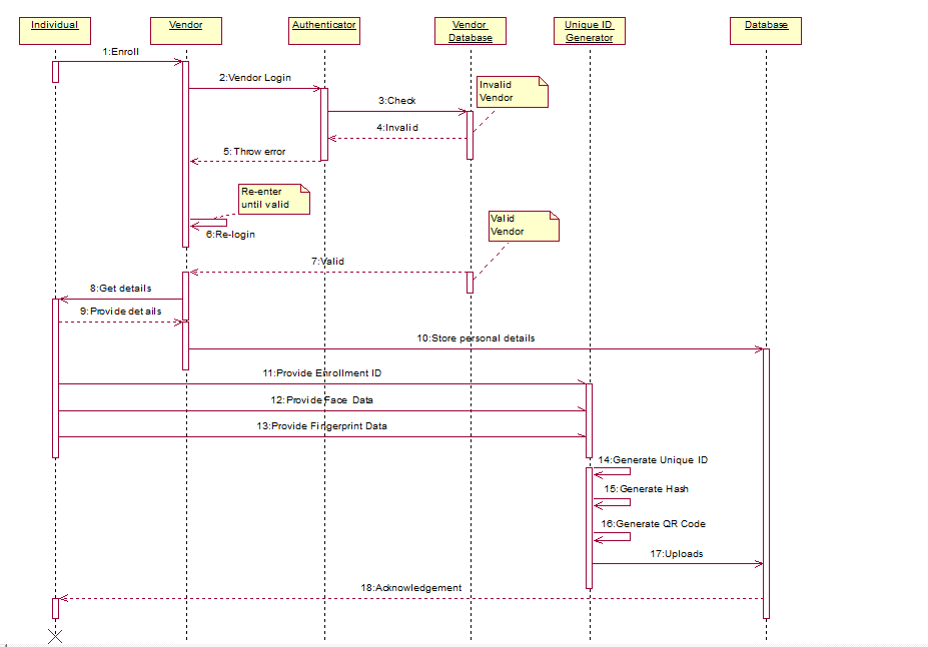 Individual
Vendor
Authenticator
Vendor
Database
Unique ID
Generator
Database
1:Enroll
2:Vendor Login
Invalid
Vendor
3:Check
4:Invalid
5:Throw error
Re-enter
until valid
6:Re-login
Valid
Vendor
7:Valid
8:Get details
9:Provide details
10:Store personal details
11:Provide Enrollment ID
12:Provide Face Data
13:Provide Fingerprint Data
14:Generate Unique ID
15:Generate Hash
16:Generate QR Code
17:Uploads
18:Acknowledgement